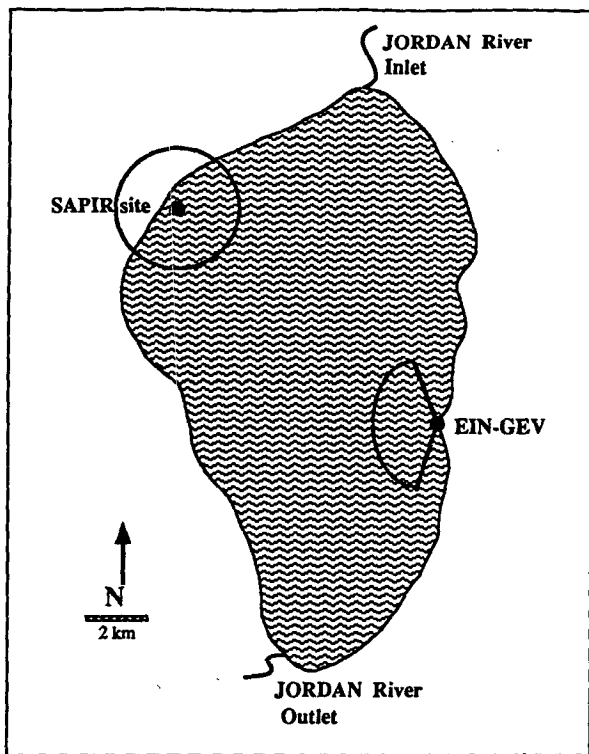 JORDAN River
Inlet
SAPIR site
EIN-GEV
N
2 km
JORDAN River
Outlet